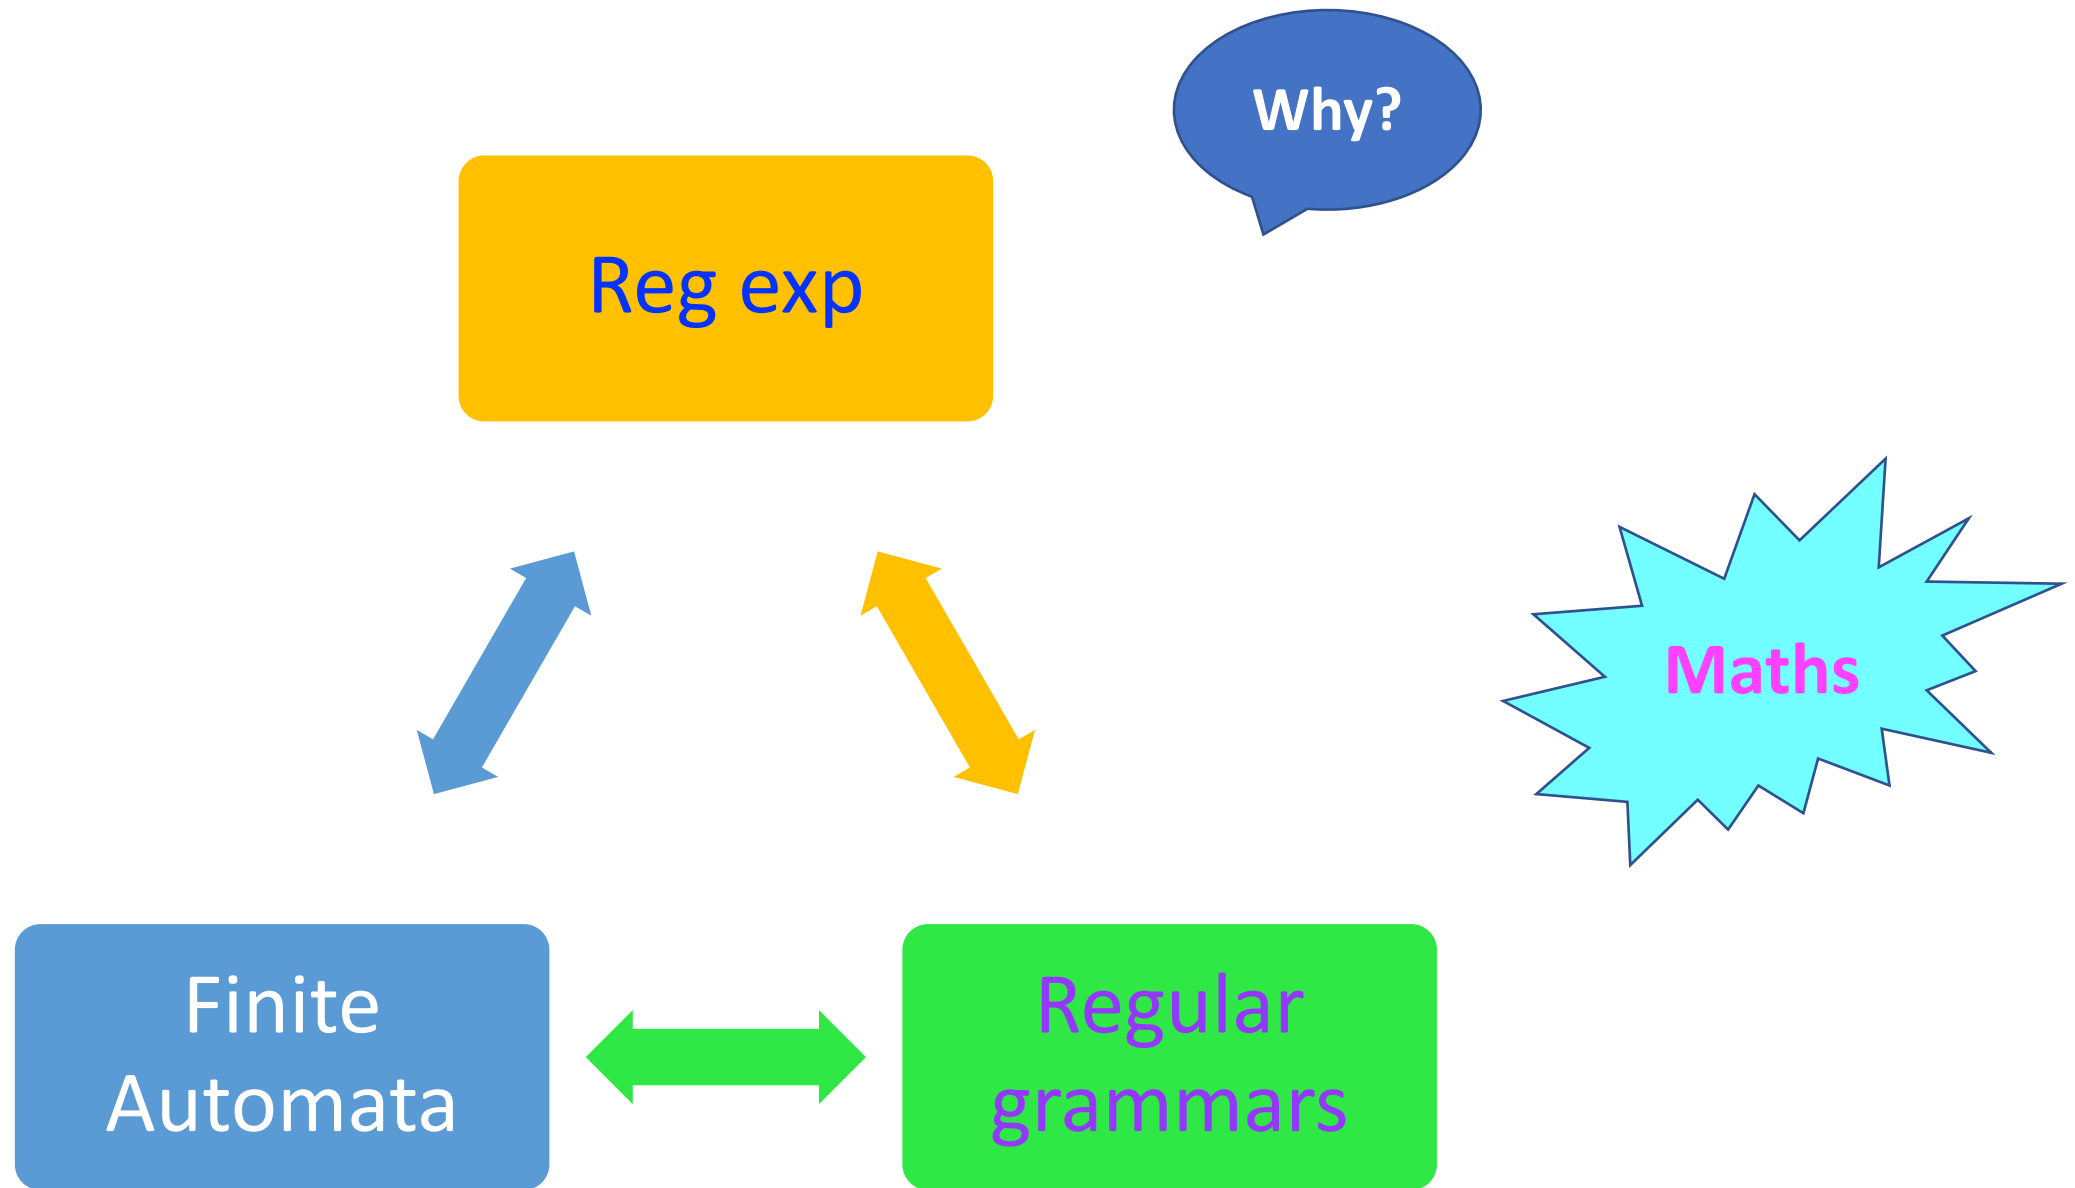 Why?
Reg exp
Maths
Finite
Automata
Regular
grammars